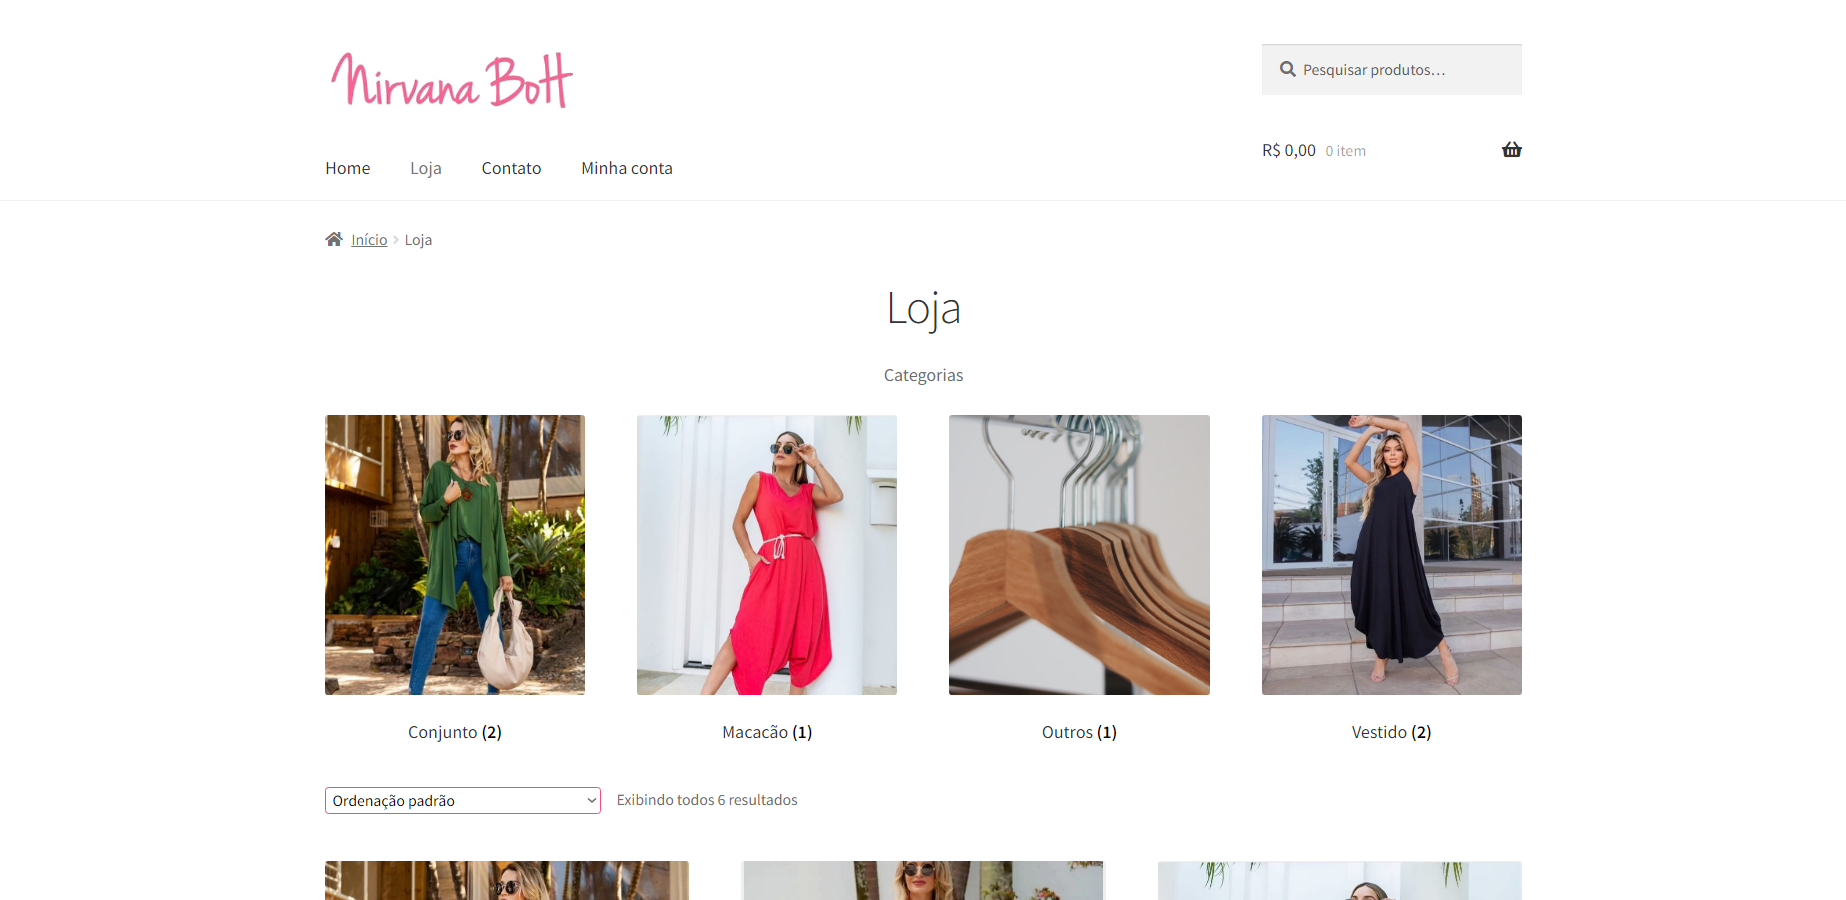 Nirvana Bott
Pesquisar produtos…
R$ 0,00 0 item
Home Loja Contato Minha conta
Início Loja
Loja
Categorias
Conjunto (2)
Macacão (1)
Outros (1)
Vestido (2)
Ordenação padrão
Exibindo todos 6 resultados